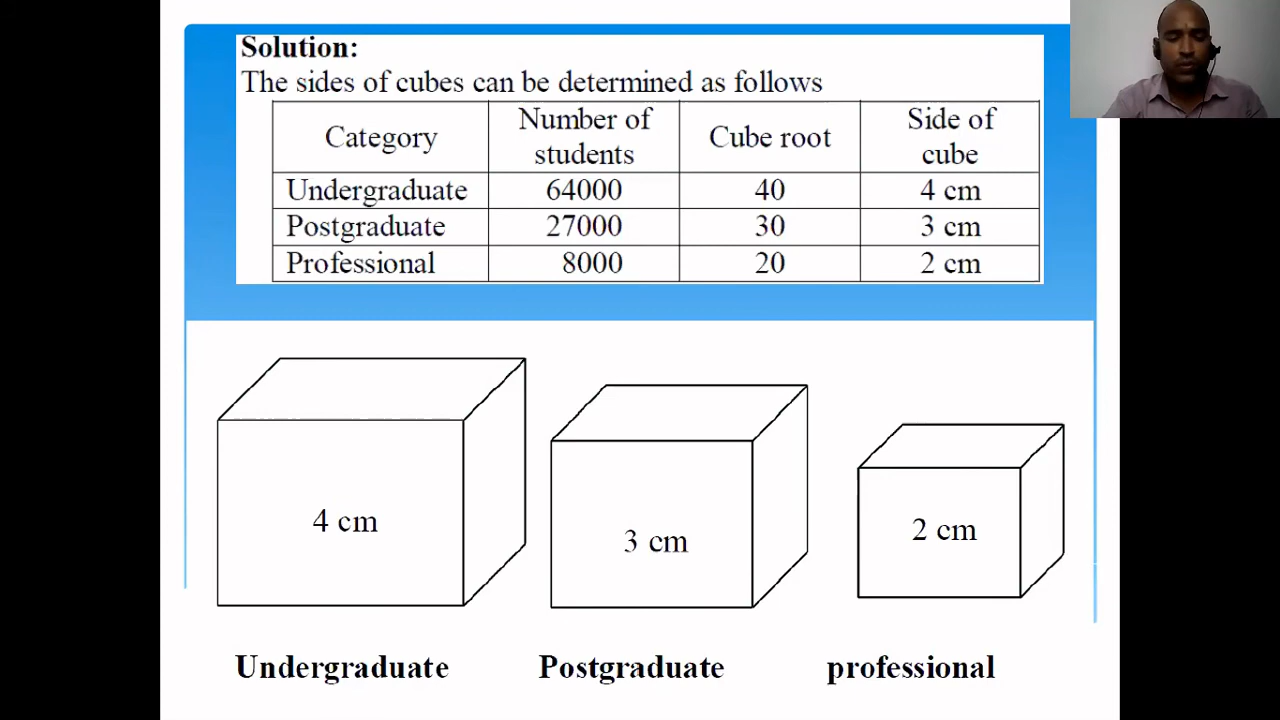 Solution:
The sides of cubes can be determined as follows
Category Number of students Cube root Side of cube
Undergraduate 64000 40 4 cm
Postgraduate 27000 30 3 cm
Professional 8000 20 2 cm
4 cm 3 cm 2 cm
Undergraduate Postgraduate professional